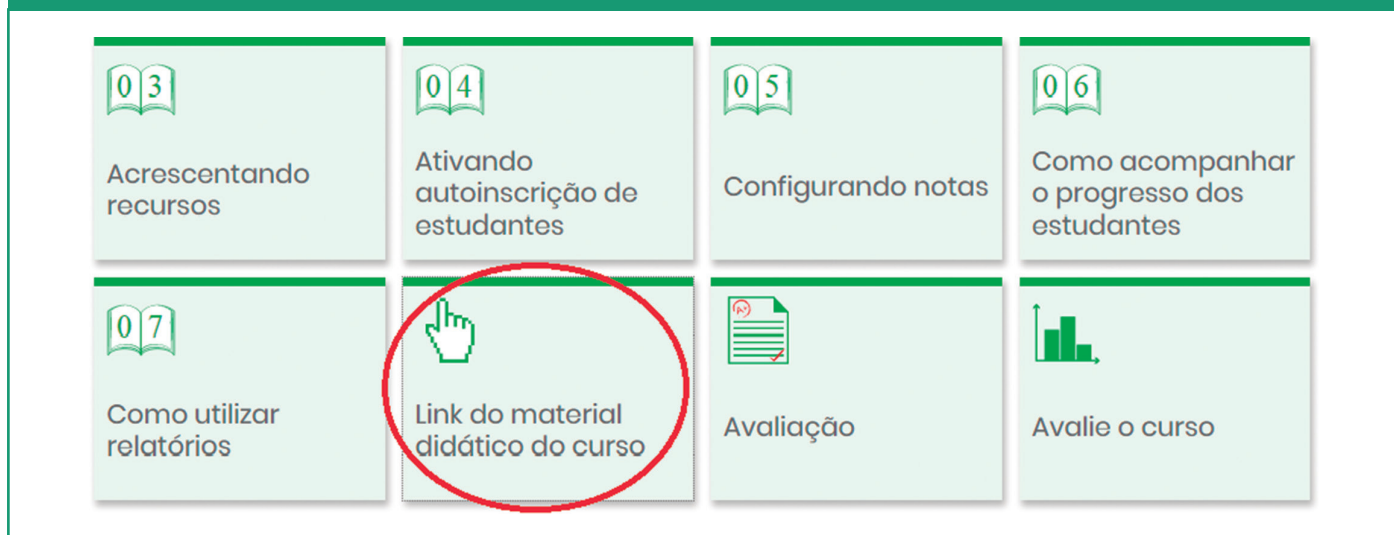 03
Acrescentando
recursos
04
Ativando
autoinscrição de
estudantes
05
Configurando notas
06
Como acompanhar
o progresso dos
estudantes
07
Como utilizar
relatórios
Link do material
didático do curso
A+
Avaliação
Avalie o curso